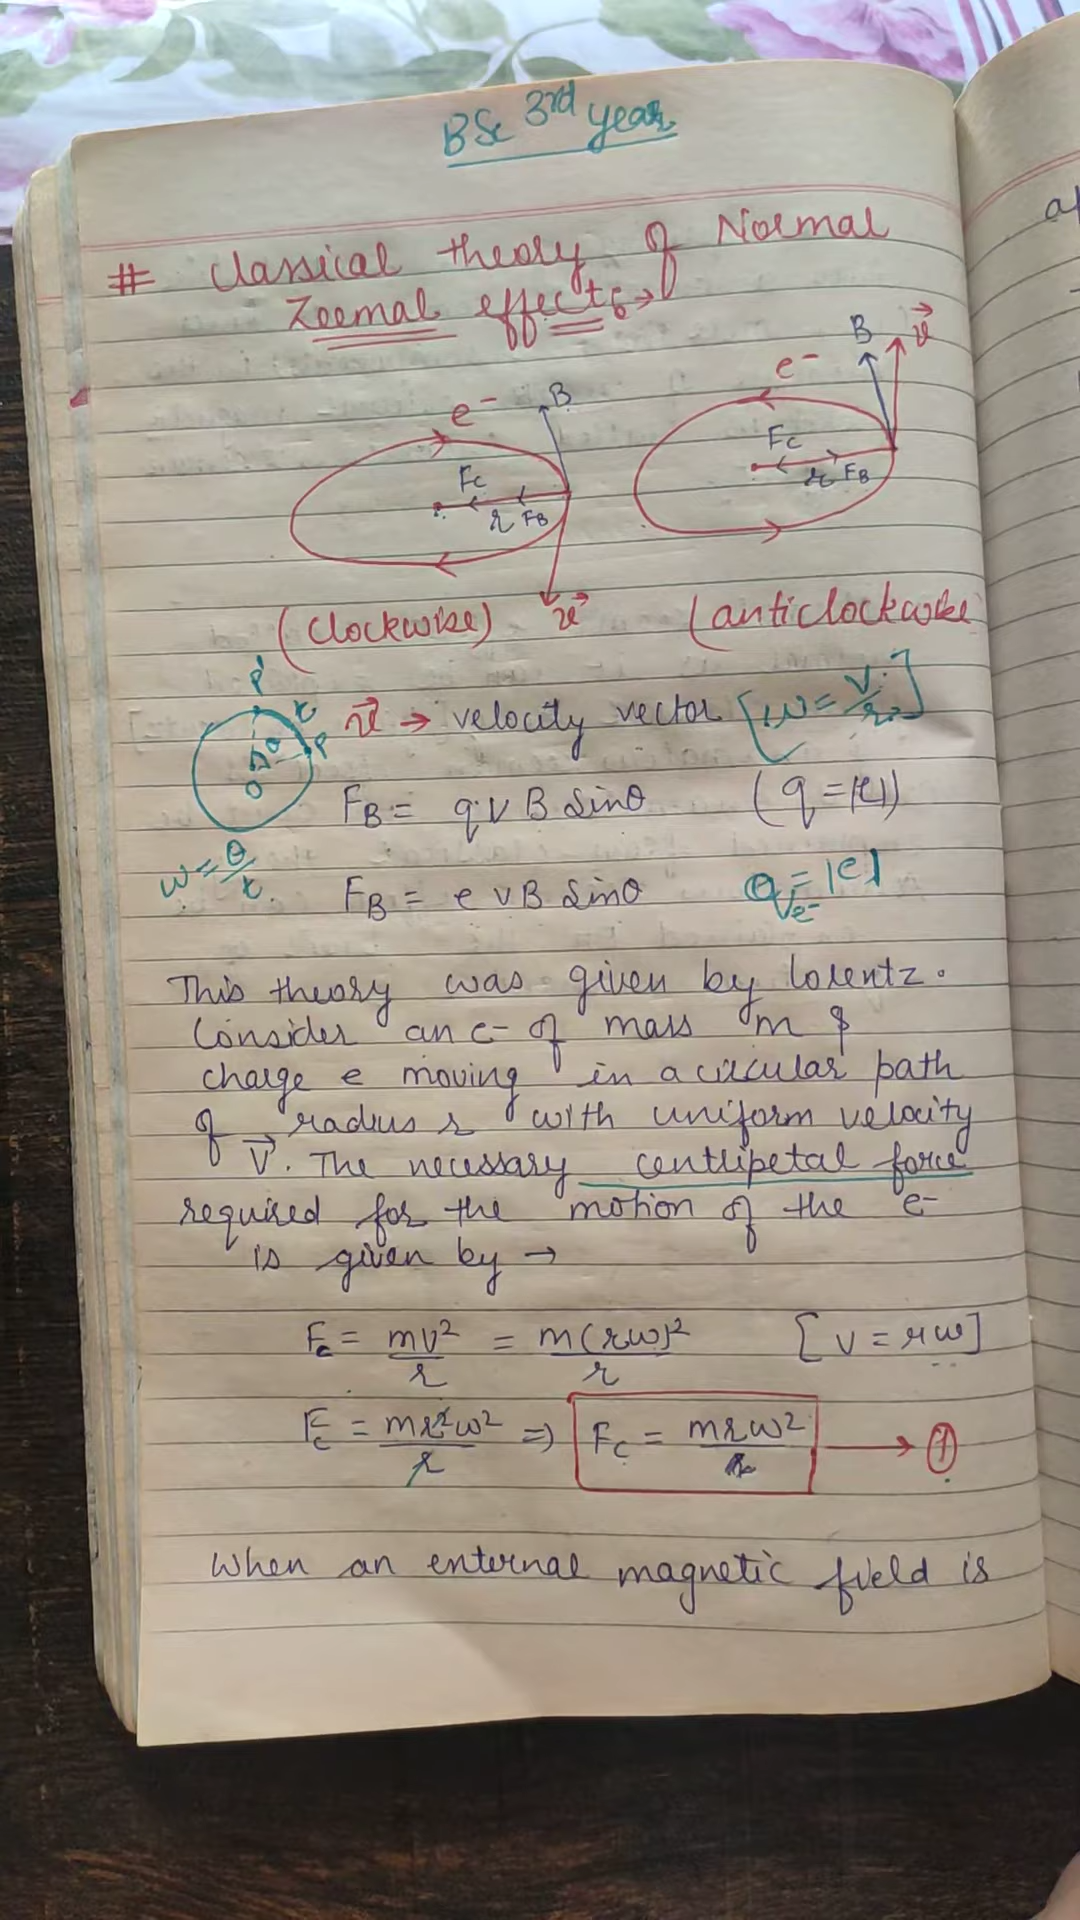 BSc 3rd year
# Classical theory of Normal
Zeemal effect :→
e⁻ B
Fc
r FB
v⃗
(Clockwise)
B v⃗
e⁻
Fc
r FB
(anticlockwise
P'
t
θ P
O
ω = θ/t
v⃗ → velocity vector [ω = v/r]
FB = qvB Sinθ (q = |e|)
FB = evB Sinθ qe⁻ = |e|
This theory was given by Lorentz.
Consider an e- of mass m &
charge e moving in a circular path
of radius r with uniform velocity
V⃗. The necessary centripetal force
required for the motion of the e-
is given by →
Fc = mv²/r = m(rω)²/r [v = rω]
Fc = mr²ω²/r ⇒ Fc = mrω² → ①
When an enternal magnetic field is